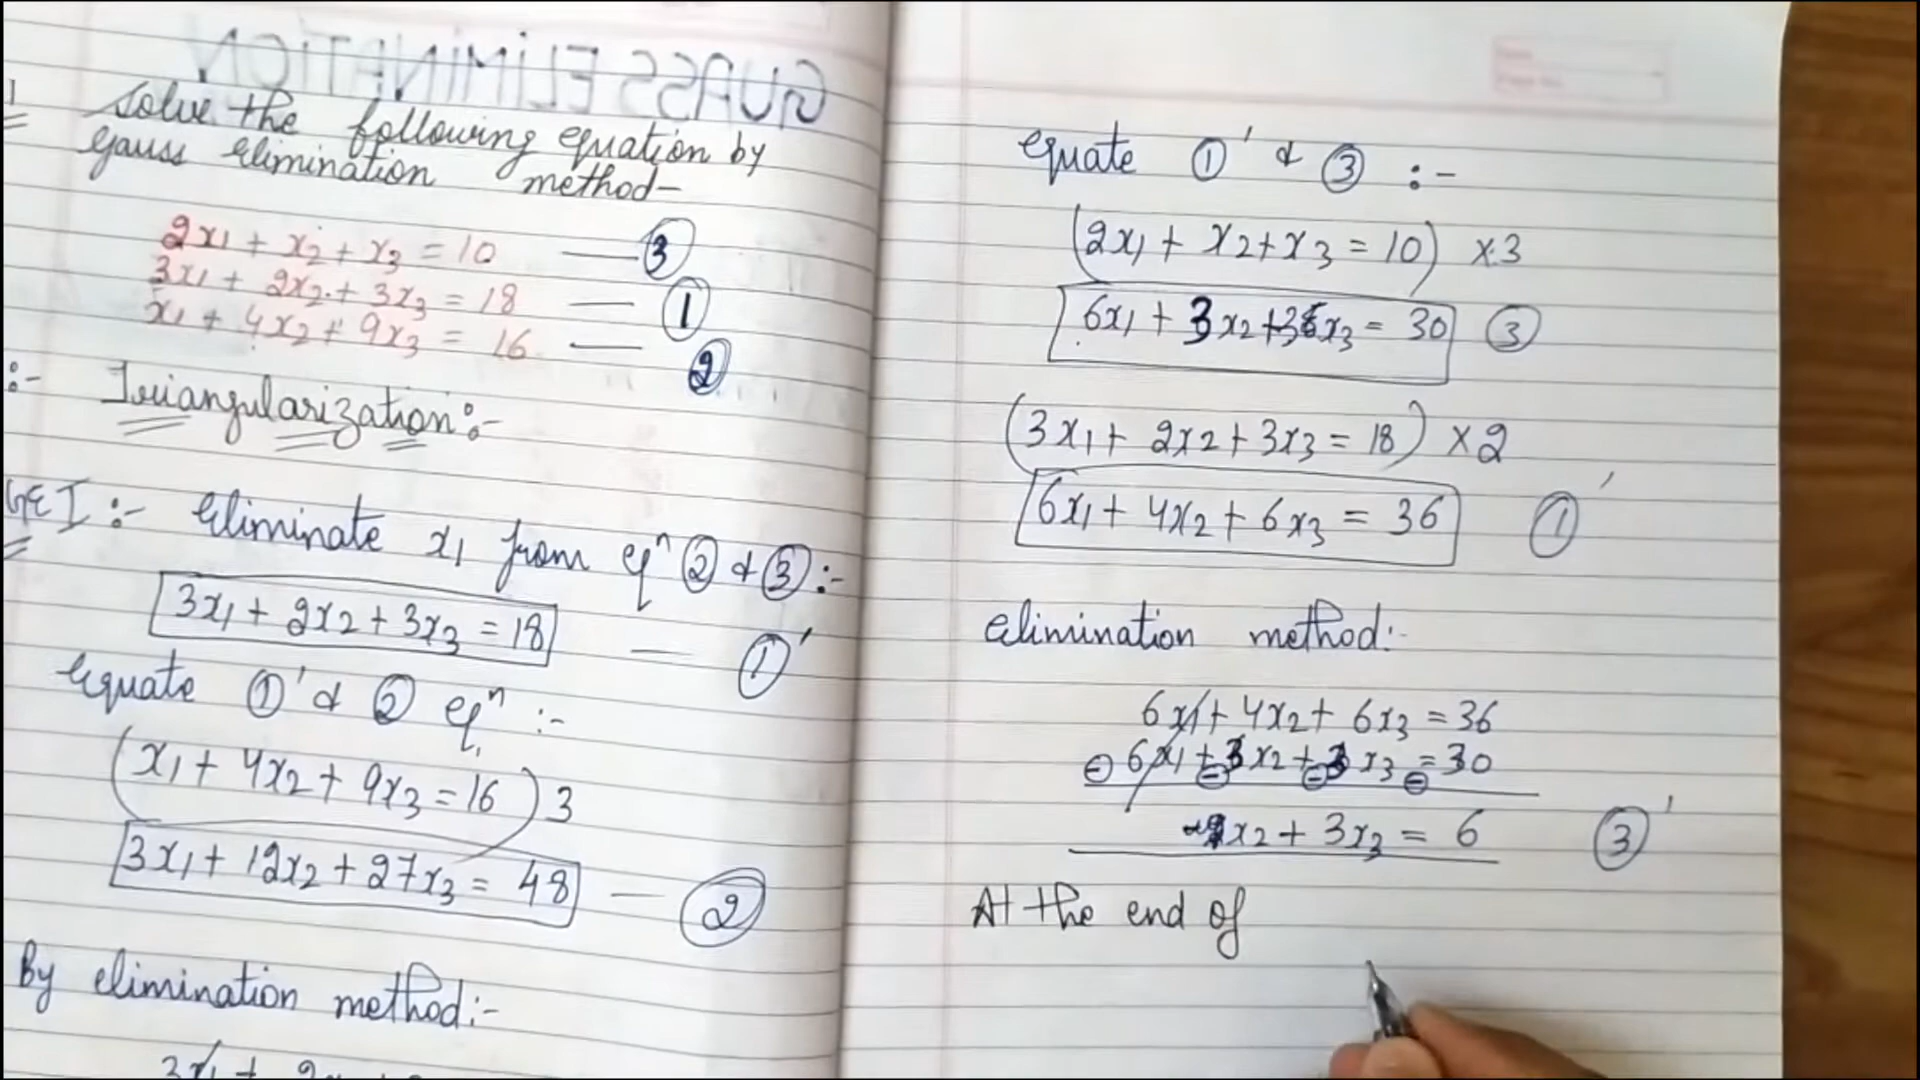 1
Solve the following equation by
gauss elimination method-
2x₁ + x₂ + x₃ = 10 — ③
3x₁ + 2x₂ + 3x₃ = 18 — ①
x₁ + 4x₂ + 9x₃ = 16 — ②
:- Triangularization:-
I :- Eliminate x₁ from eqⁿ ② & ③ :-
3x₁ + 2x₂ + 3x₃ = 18 — ①'
Equate ①' & ② eqⁿ :-
(x₁ + 4x₂ + 9x₃ = 16) 3
3x₁ + 12x₂ + 27x₃ = 48 — ②
By elimination method:-
3x₁ +
equate ①' & ③ :-
(2x₁ + x₂ + x₃ = 10) × 3
6x₁ + 3x₂ + 3x₃ = 30 ③
(3x₁ + 2x₂ + 3x₃ = 18) × 2
6x₁ + 4x₂ + 6x₃ = 36 ①'
elimination method:-
6x₁ + 4x₂ + 6x₃ = 36
⊖ 6x₁ + ⊖ 3x₂ + ⊖ 3x₃ ⊖ = 30
x₂ + 3x₃ = 6 ③'
At the end of